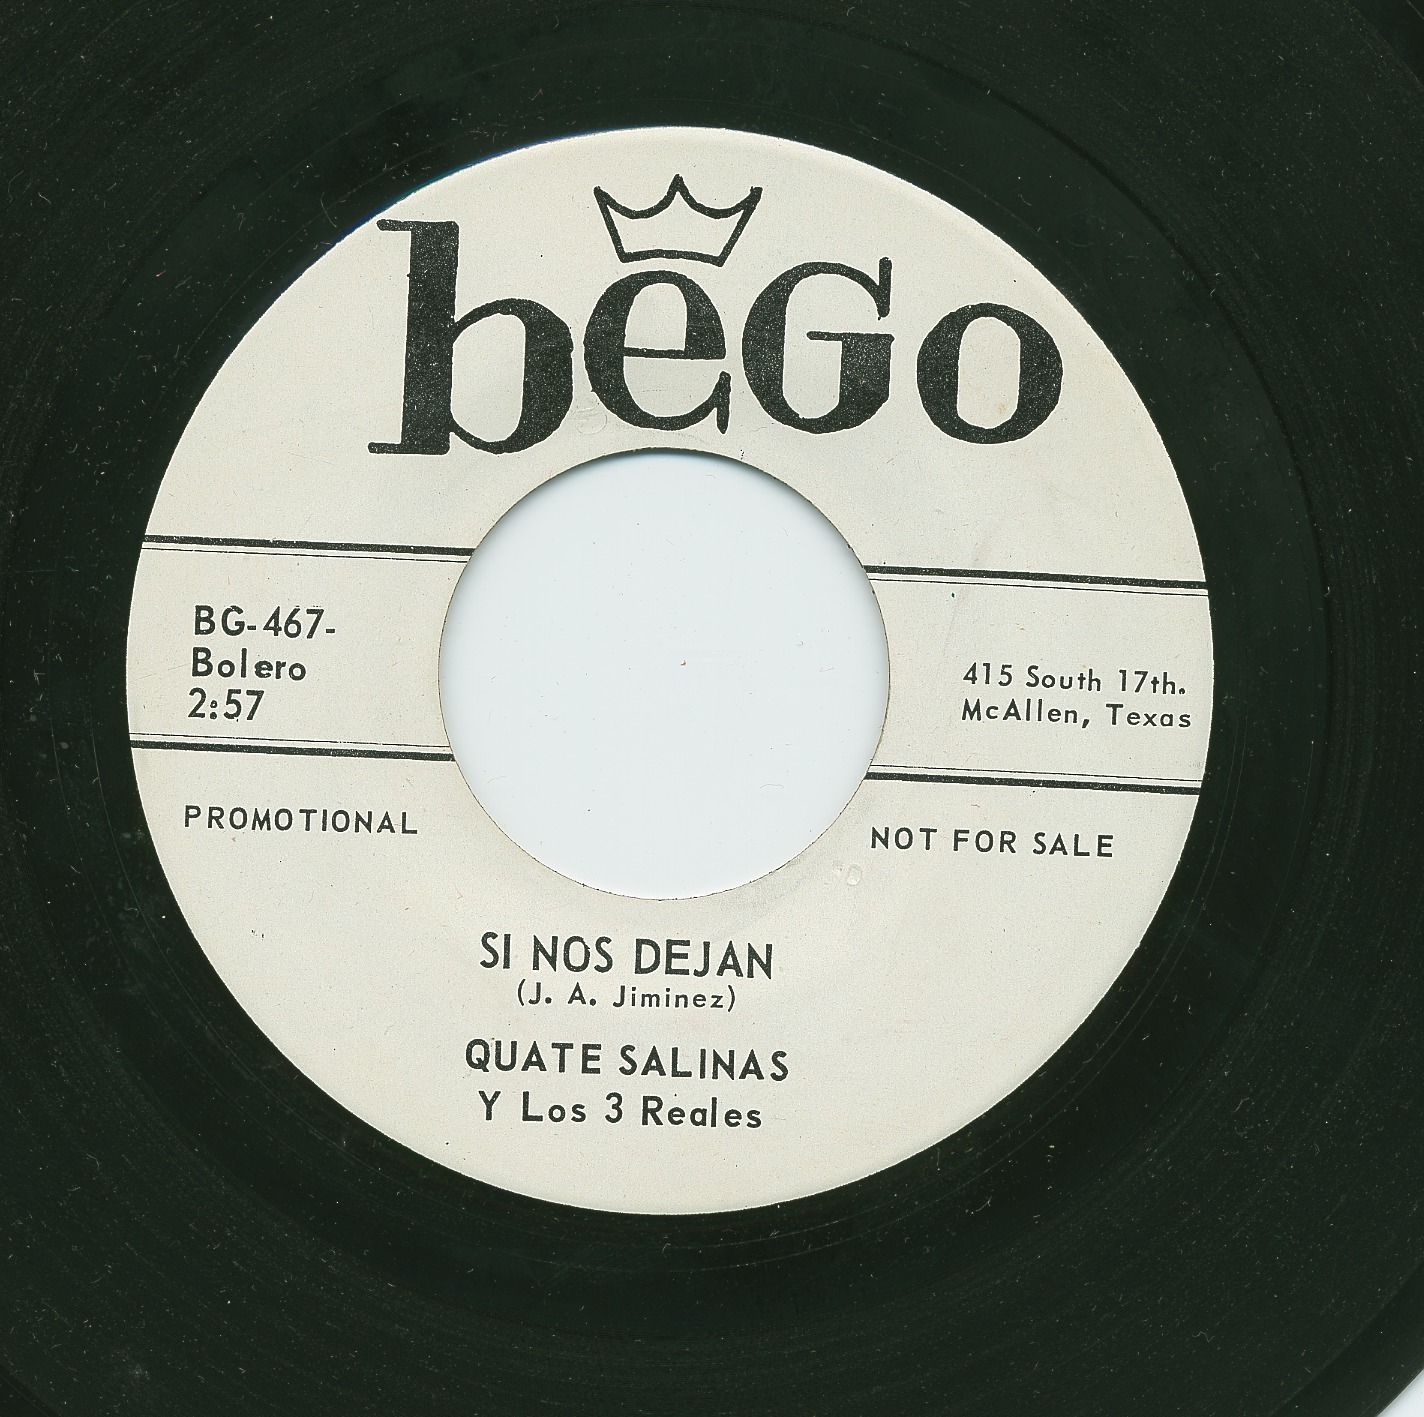 beGo
BG-467-
Bolero
2:57
415 South 17th.
McAllen, Texas
PROMOTIONAL
NOT FOR SALE
SI NOS DEJAN
(J. A. Jiminez)
QUATE SALINAS
Y Los 3 Reales